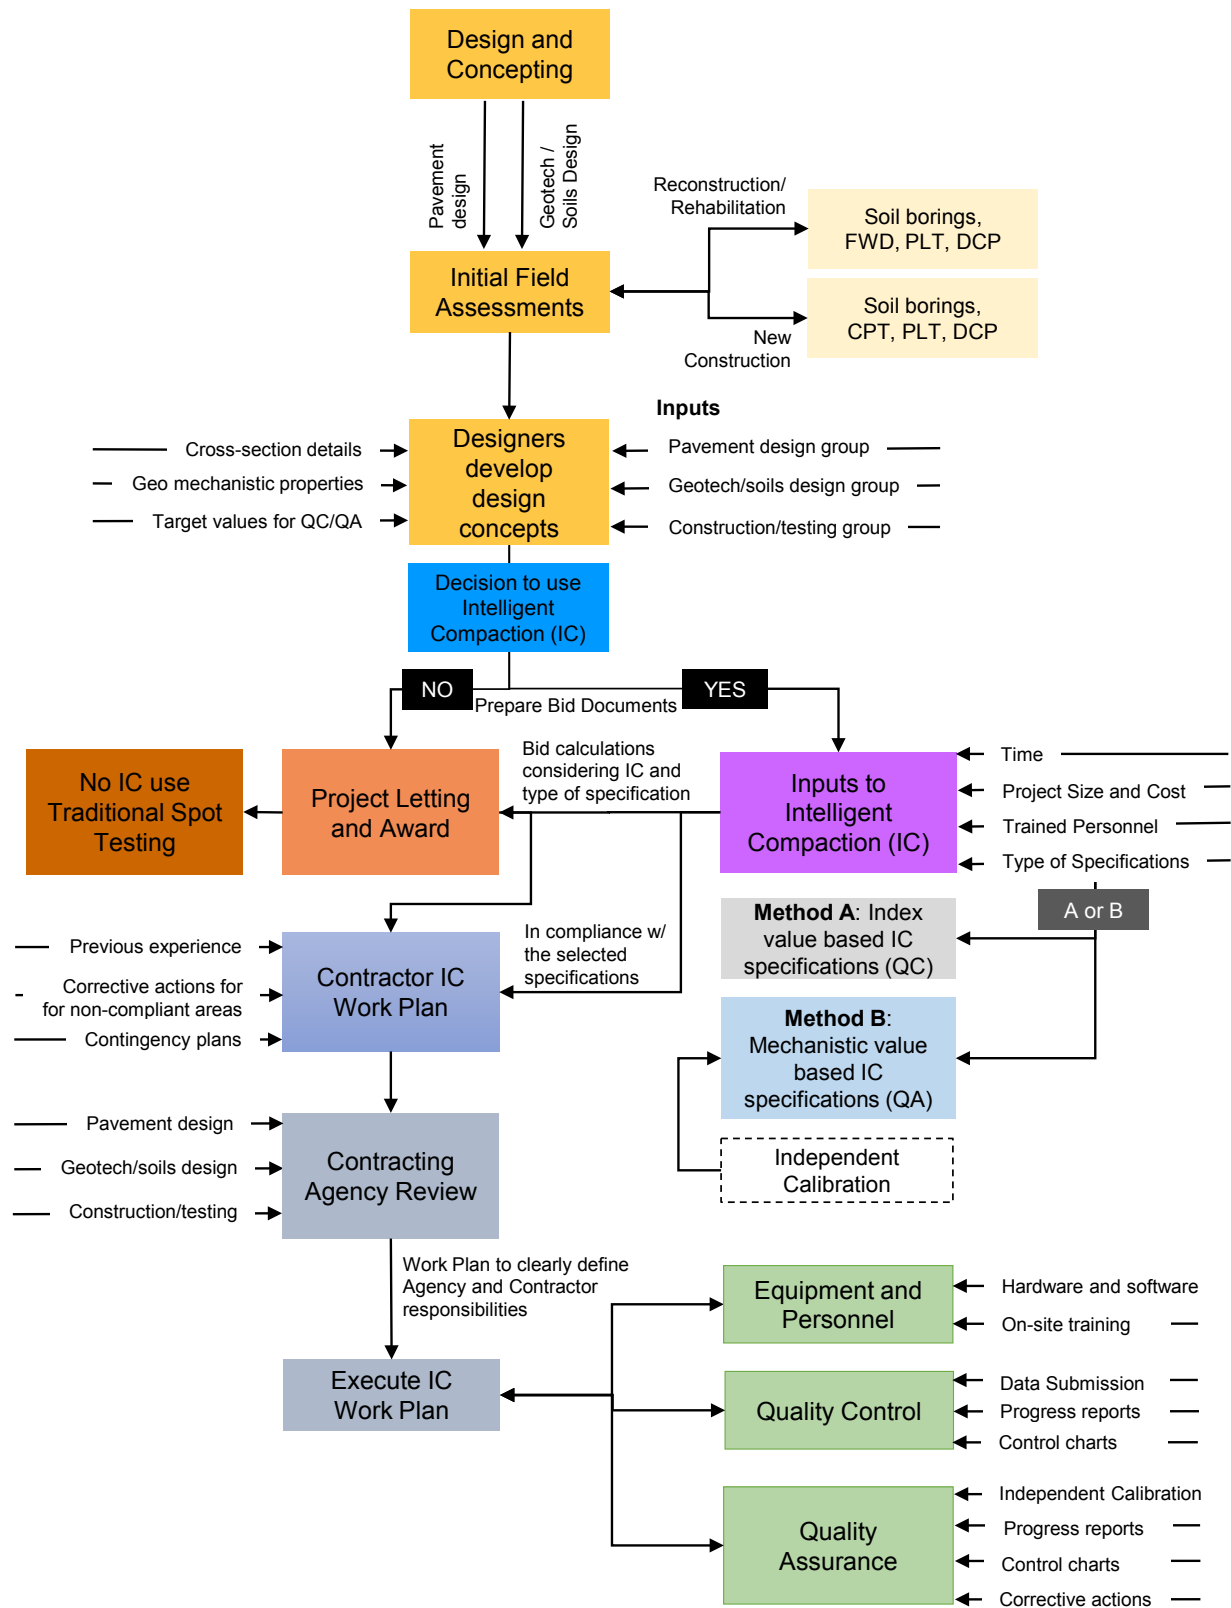 Design and
Concepting
Pavement
design
Geotech /
Soils Design
Reconstruction/
Rehabilitation
Soil borings,
FWD, PLT, DCP
Initial Field
Assessments
Soil borings,
CPT, PLT, DCP
New
Construction
Inputs
Cross-section details
Geo mechanistic properties
Target values for QC/QA
Designers
develop
design
concepts
Pavement design group
Geotech/soils design group
Construction/testing group
Decision to use
Intelligent
Compaction (IC)
NO
YES
Prepare Bid Documents
No IC use
Traditional Spot
Testing
Project Letting
and Award
Bid calculations
considering IC and
type of specification
Inputs to
Intelligent
Compaction (IC)
Time
Project Size and Cost
Trained Personnel
Type of Specifications
A or B
Method A: Index
value based IC
specifications (QC)
Previous experience
Corrective actions for
for non-compliant areas
Contingency plans
Contractor IC
Work Plan
In compliance w/
the selected
specifications
Method B:
Mechanistic value
based IC
specifications (QA)
Independent
Calibration
Pavement design
Geotech/soils design
Construction/testing
Contracting
Agency Review
Work Plan to clearly define
Agency and Contractor
responsibilities
Equipment and
Personnel
Hardware and software
On-site training
Execute IC
Work Plan
Quality Control
Data Submission
Progress reports
Control charts
Quality
Assurance
Independent Calibration
Progress reports
Control charts
Corrective actions